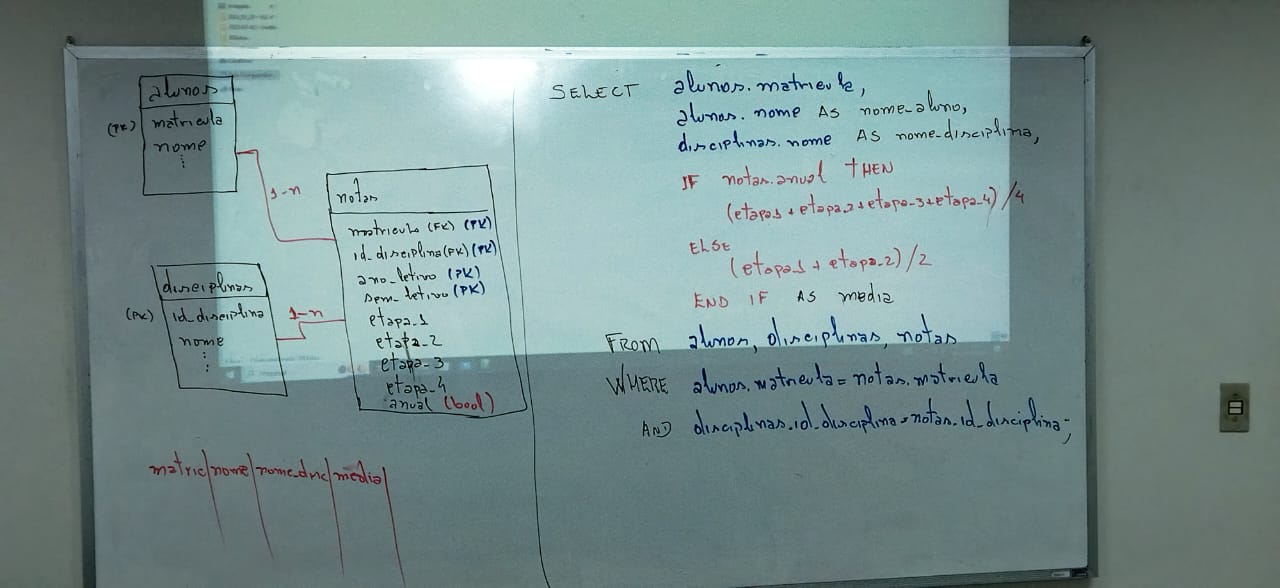 alunos
(PK) matricula
nome
1-n
notas
matricula (FK) (PK)
id_disciplina (FK) (PK)
ano_letivo (PK)
sem_letivo (PK)
etapa_1
etapa_2
etapa_3
etapa_4
anual (bool)
disciplinas
(PK) id_disciplina
nome
1-n
matric nome nome_disc media
SELECT alunos.matricula,
alunos.nome AS nome_aluno,
disciplinas.nome AS nome_disciplina,
IF notas.anual THEN
(etapa_1 + etapa_2 + etapa_3 + etapa_4) /4
ELSE
(etapa_1 + etapa_2) / 2
END IF AS media
FROM alunos, disciplinas, notas
WHERE alunos.matricula = notas.matricula
AND disciplinas.id_disciplina = notas.id_disciplina;